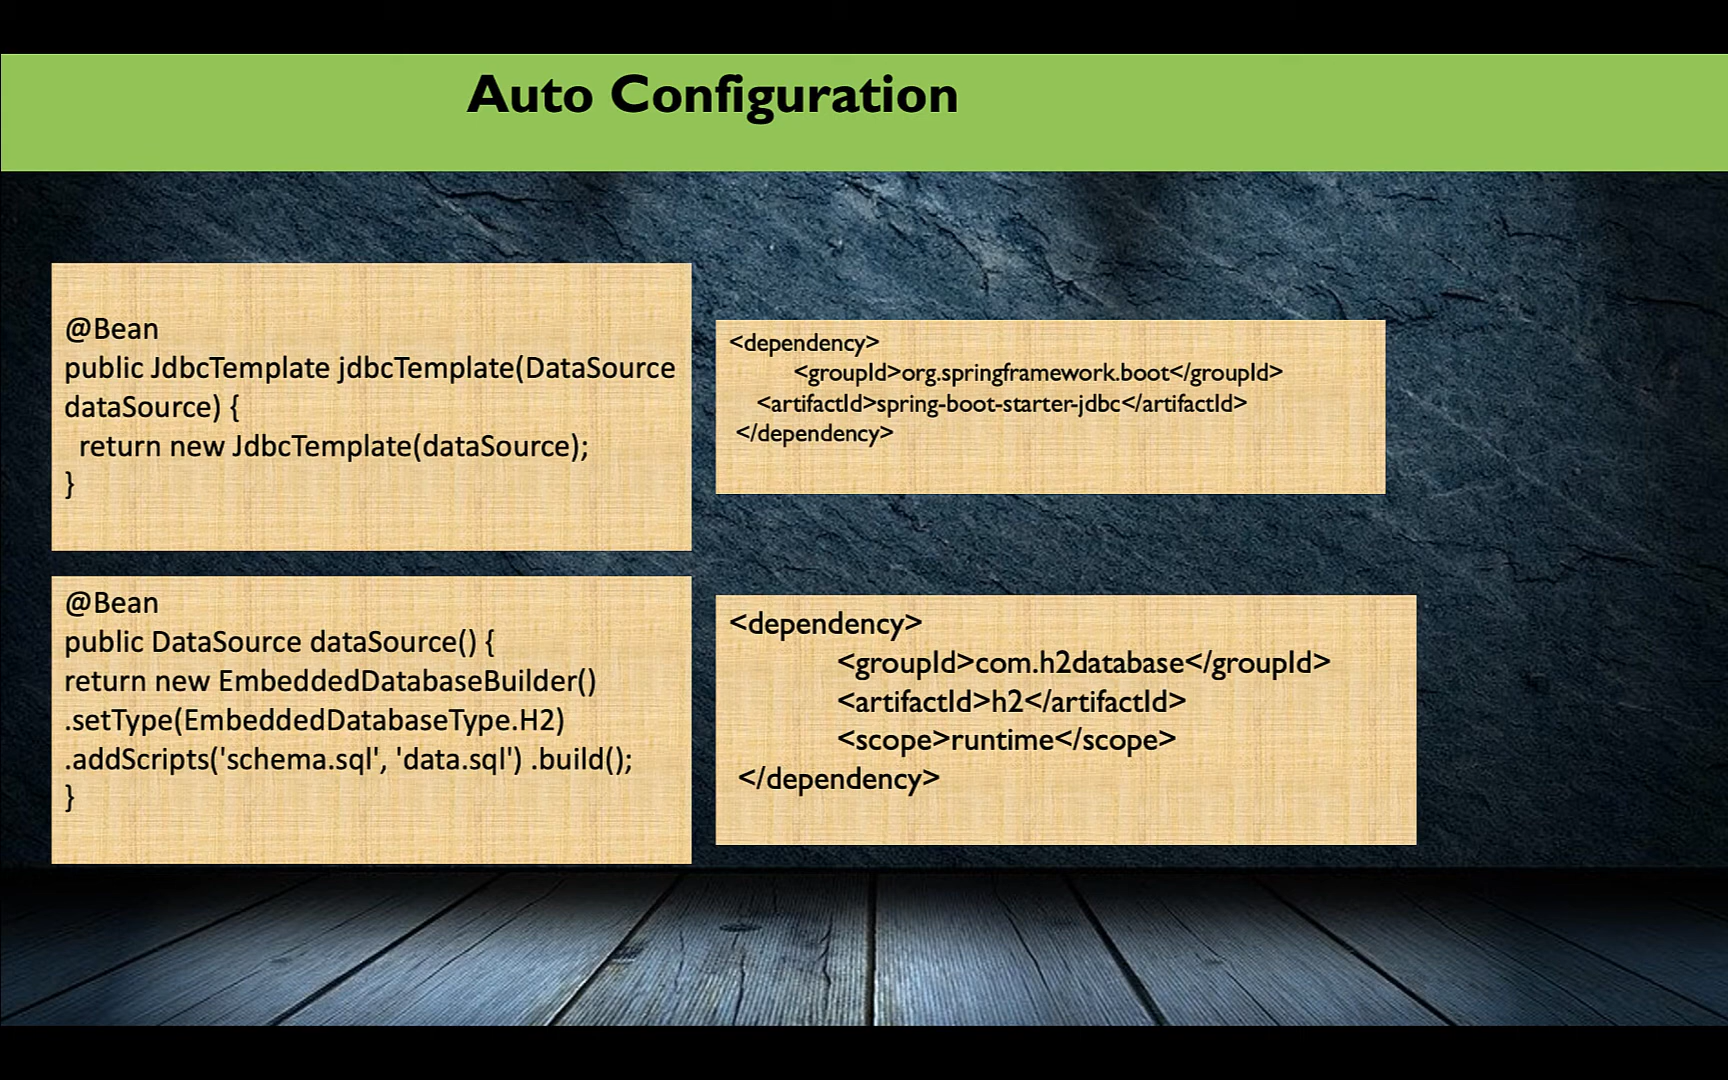 Auto Configuration
@Bean
public JdbcTemplate jdbcTemplate(DataSource
dataSource) {
return new JdbcTemplate(dataSource);
}
<dependency>
<groupId>org.springframework.boot</groupId>
<artifactId>spring-boot-starter-jdbc</artifactId>
</dependency>
@Bean
public DataSource dataSource() {
return new EmbeddedDatabaseBuilder()
.setType(EmbeddedDatabaseType.H2)
.addScripts('schema.sql', 'data.sql') .build();
}
<dependency>
<groupId>com.h2database</groupId>
<artifactId>h2</artifactId>
<scope>runtime</scope>
</dependency>